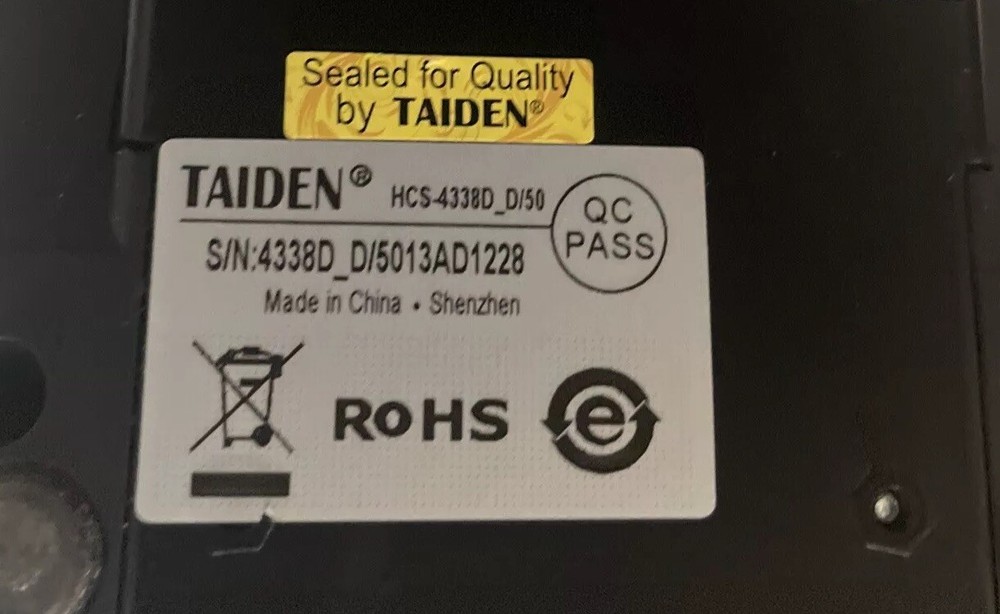 Sealed for Quality
by TAIDEN®
TAIDEN® HCS-4338D_D/50
QC
PASS
S/N:4338D_D/5013AD1228
Made in China • Shenzhen
RoHS
e